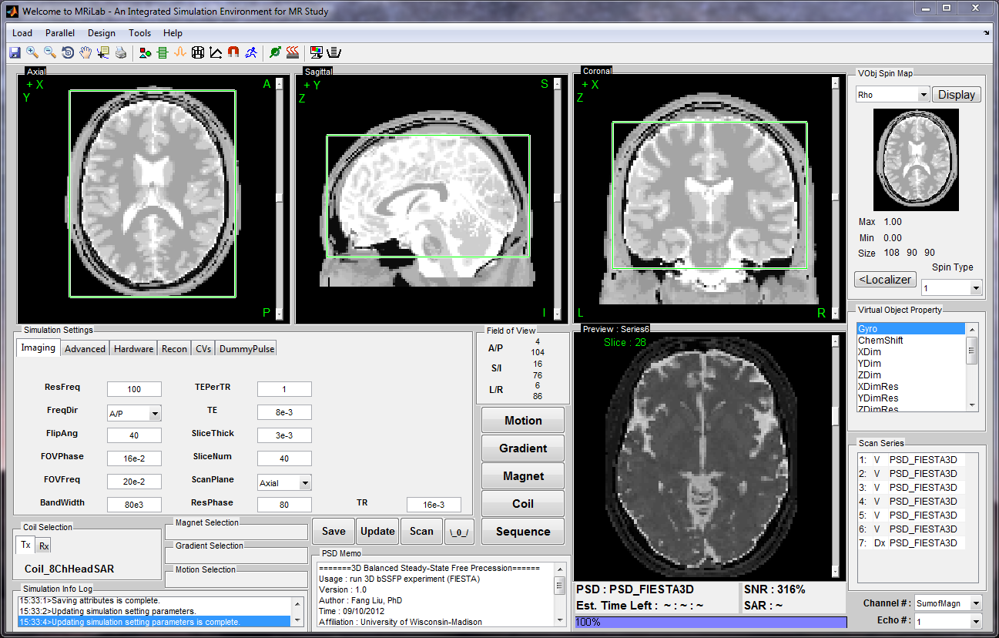 Welcome to MRiLab - An Integrated Simulation Environment for MR Study
Load Parallel Design Tools Help
Axial
+ X
Y
A
P
Sagittal
+ Y
Z
S
I
Coronal
+ X
Z
L
R
VObj Spin Map
Rho
Display
Max 1.00
Min 0.00
Size 108 90 90
Spin Type
<Localizer
1
Simulation Settings
Imaging Advanced Hardware Recon CVs DummyPulse
ResFreq 100 TEPerTR 1
FreqDir A/P TE 8e-3
FlipAng 40 SliceThick 3e-3
FOVPhase 16e-2 SliceNum 40
FOVFreq 20e-2 ScanPlane Axial
BandWidth 80e3 ResPhase 80 TR 16e-3
Field of View
A/P 4
104
S/I 16
76
L/R 6
86
Motion
Gradient
Magnet
Coil
Sequence
Preview : Series6
Slice : 28
Virtual Object Property
Gyro
ChemShift
XDim
YDim
ZDim
XDimRes
YDimRes
ZDimRes
Scan Series
1: V PSD_FIESTA3D
2: V PSD_FIESTA3D
3: V PSD_FIESTA3D
4: V PSD_FIESTA3D
5: V PSD_FIESTA3D
6: V PSD_FIESTA3D
7: Dx PSD_FIESTA3D
Coil Selection
Tx Rx
Coil_8ChHeadSAR
Magnet Selection
Gradient Selection
Motion Selection
Save Update Scan \_0_/
Simulation Info Log
15:33:1>Saving attributes is complete.
15:33:2>Updating simulation setting parameters.
15:33:4>Updating simulation setting parameters is complete.
PSD Memo
=======3D Balanced Steady-State Free Precession======
Usage : run 3D bSSFP experiment (FIESTA)
Version : 1.0
Author : Fang Liu, PhD
Time : 09/10/2012
Affiliation : University of Wisconsin-Madison
PSD : PSD_FIESTA3D
Est. Time Left : ~ : ~ : ~
SNR : 316%
SAR : ~
100%
Channel # : SumofMagn
Echo # : 1